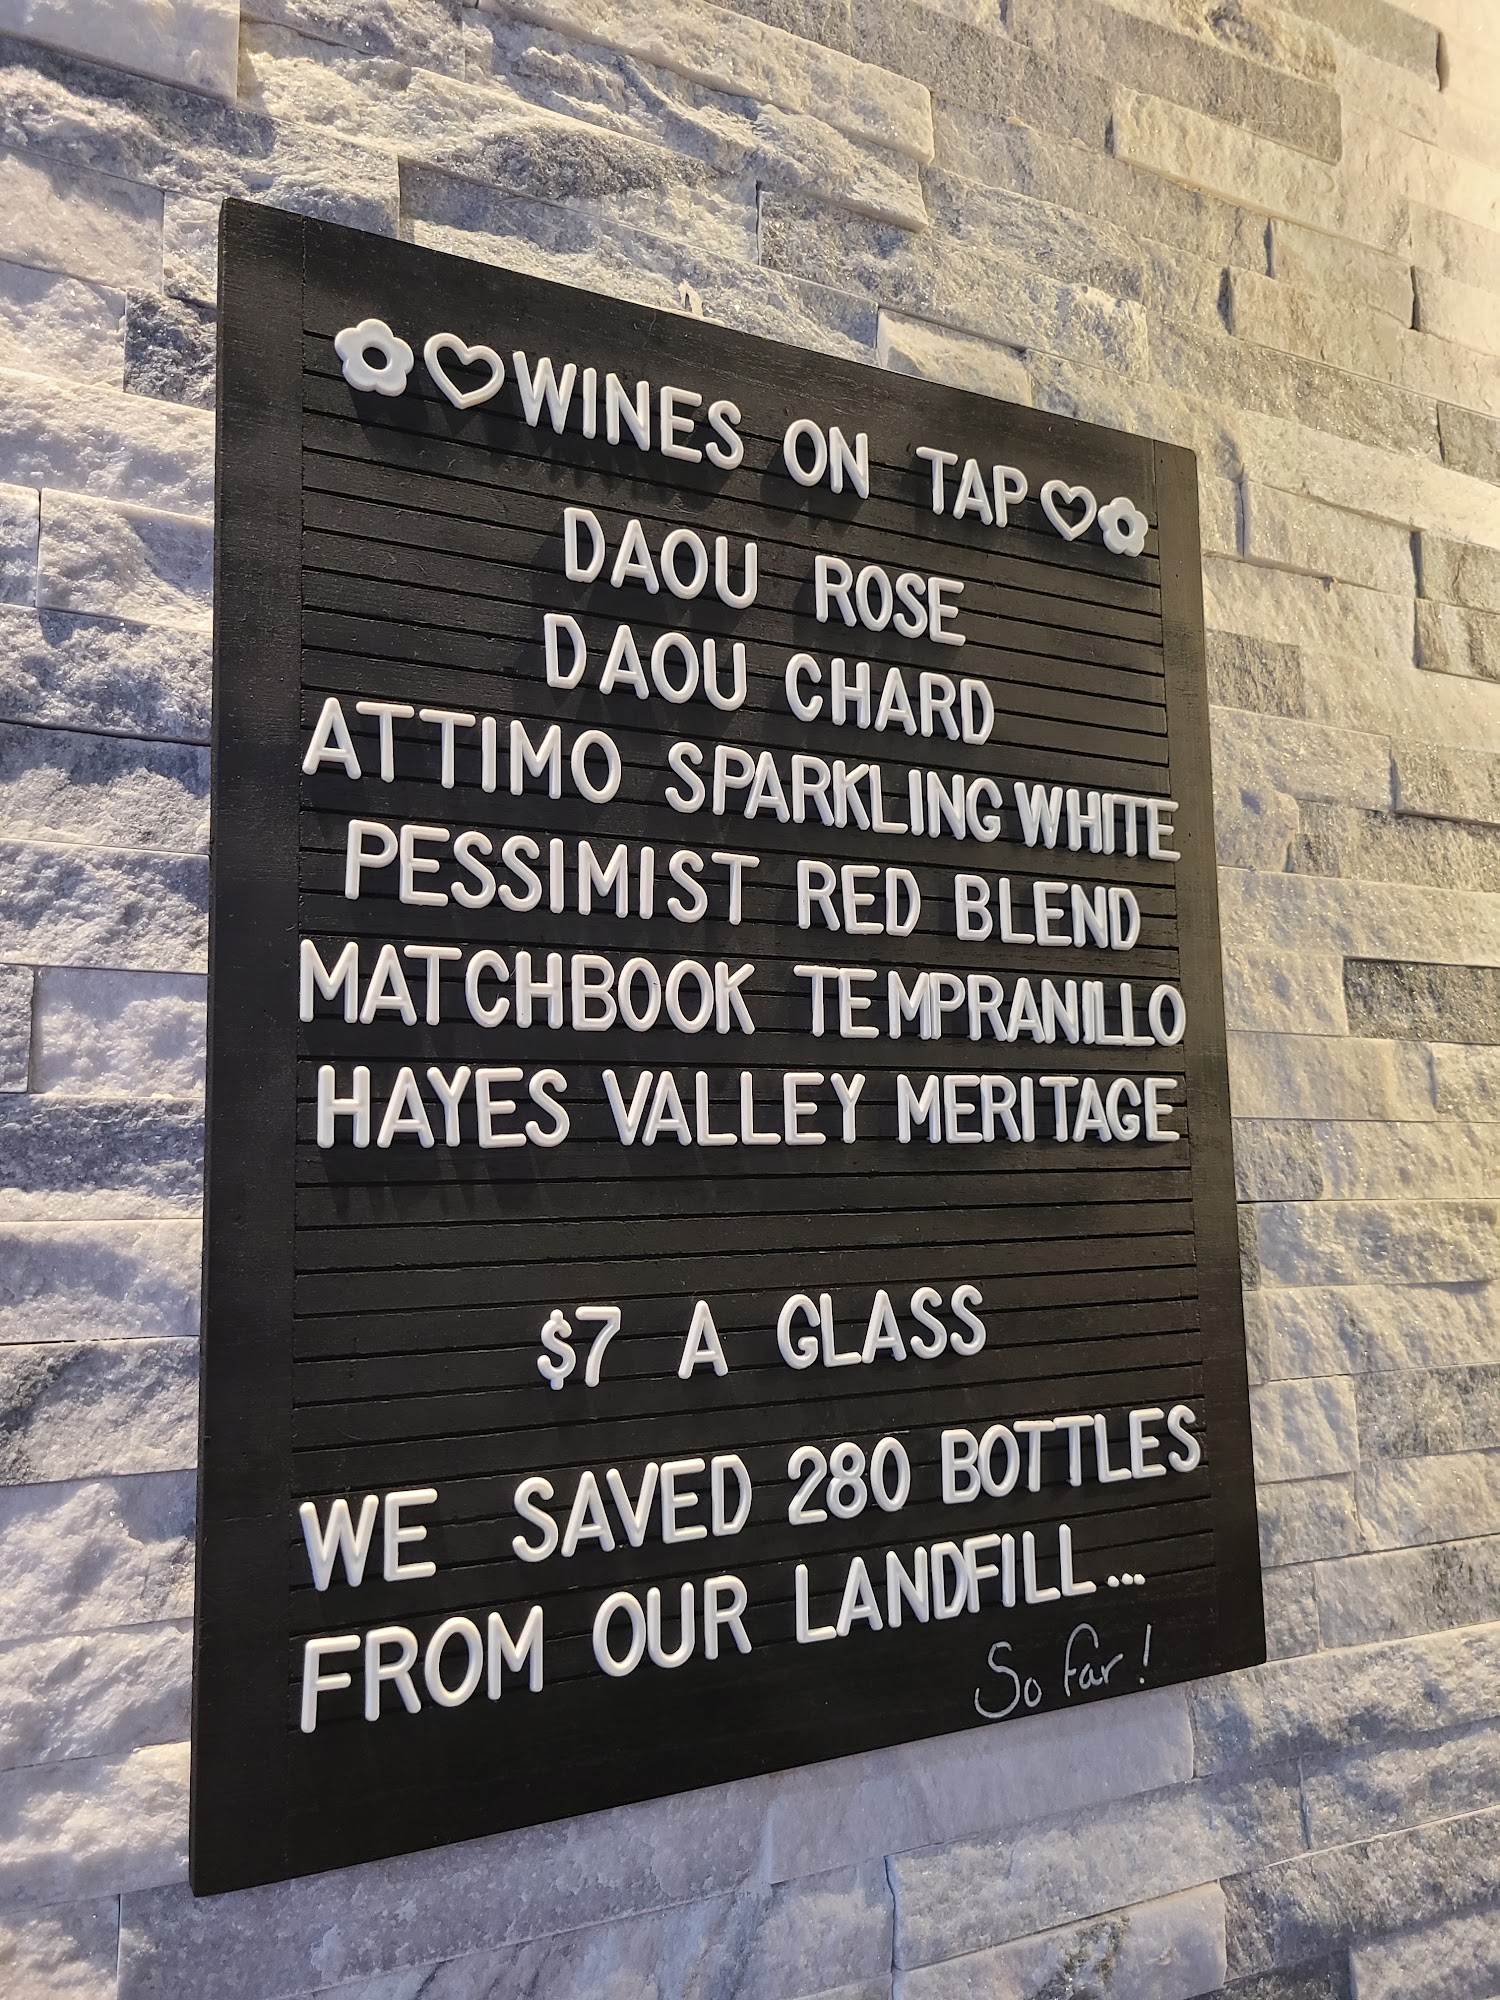 WINES ON TAP
DAOU ROSE
DAOU CHARD
ATTIMO SPARKLING WHITE
PESSIMIST RED BLEND
MATCHBOOK TEMPRANILLO
HAYES VALLEY MERITAGE
$7 A GLASS
WE SAVED 280 BOTTLES
FROM OUR LANDFILL...
So far!